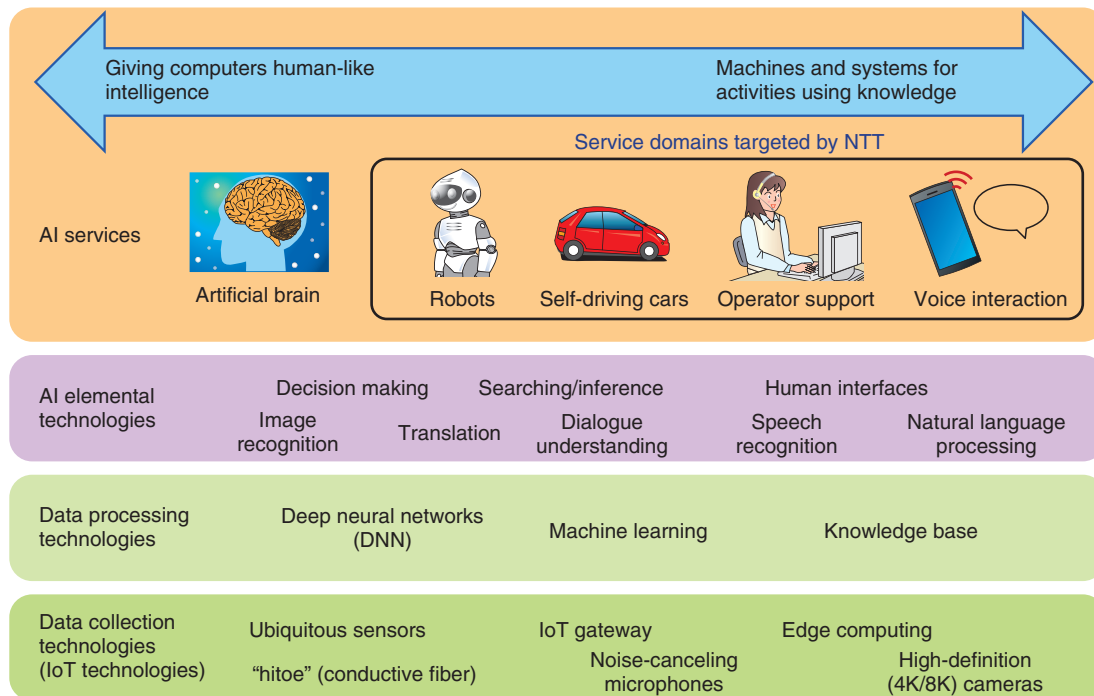 Giving computers human-like
intelligence
Machines and systems for
activities using knowledge
Service domains targeted by NTT
AI services
Artificial brain
Robots
Self-driving cars
Operator support
Voice interaction
AI elemental
technologies
Decision making
Searching/inference
Human interfaces
Image
recognition
Translation
Dialogue
understanding
Speech
recognition
Natural language
processing
Data processing
technologies
Deep neural networks
(DNN)
Machine learning
Knowledge base
Data collection
technologies
(IoT technologies)
Ubiquitous sensors
IoT gateway
Edge computing
“hitoe” (conductive fiber)
Noise-canceling
microphones
High-definition
(4K/8K) cameras